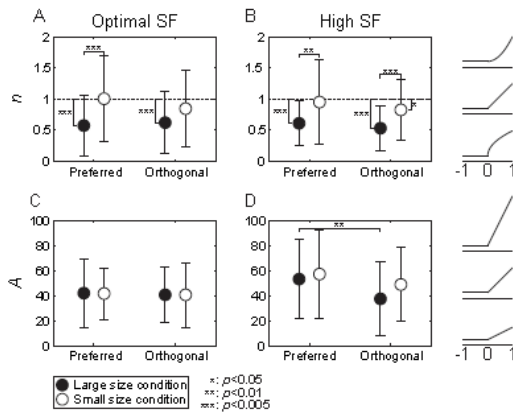 A Optimal SF
B High SF
n
2
1.5
1
0.5
0
***
***
***
**
***
***
***
*
Preferred Orthogonal
Preferred Orthogonal
-1 0 1
C
D
A
100
80
60
40
20
0
**
Preferred Orthogonal
Preferred Orthogonal
-1 0 1
Large size condition
Small size condition
*: p<0.05
**: p<0.01
***: p<0.005